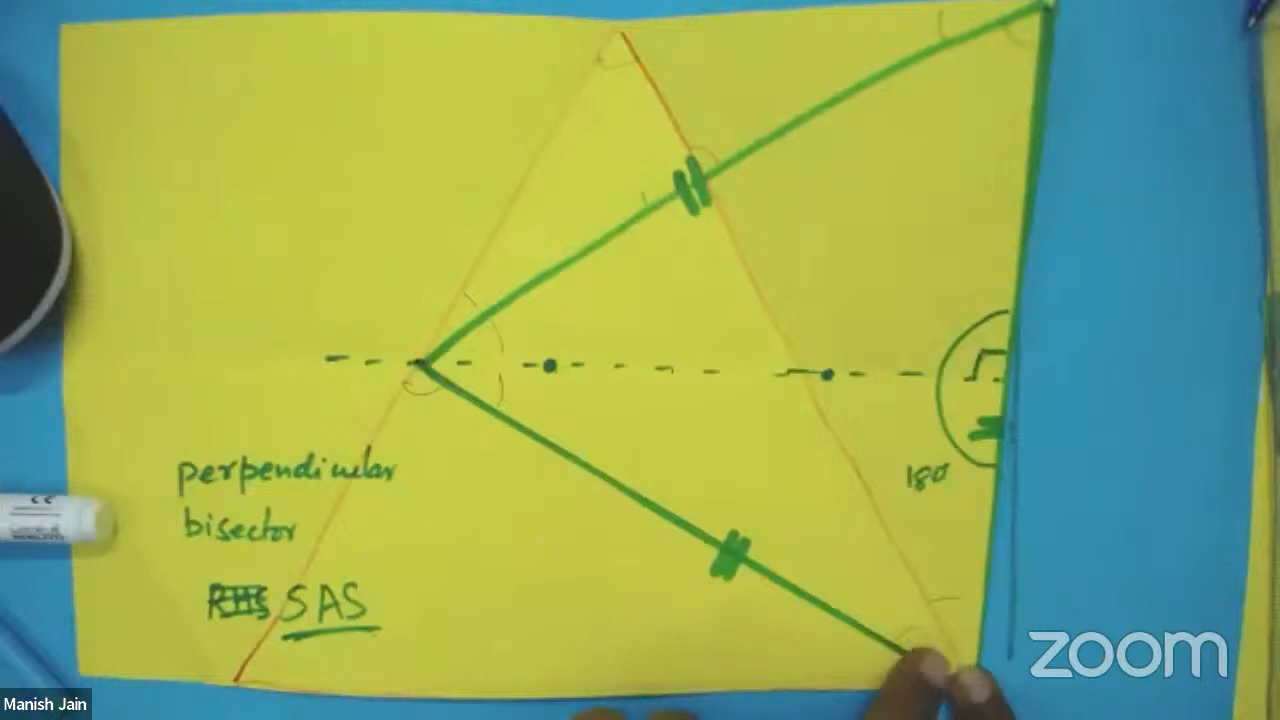 perpendicular
bisector
RHS SAS
180
zoom
Manish Jain